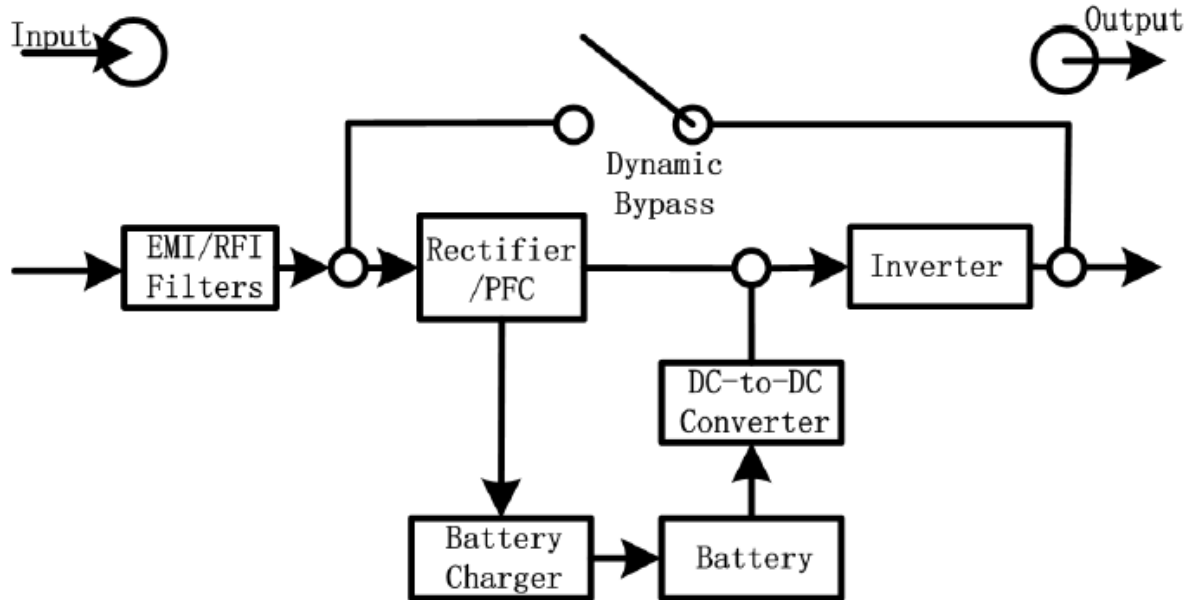 Input
Output
Dynamic
Bypass
EMI/RFI
Filters
Rectifier
/PFC
Inverter
DC-to-DC
Converter
Battery
Charger
Battery